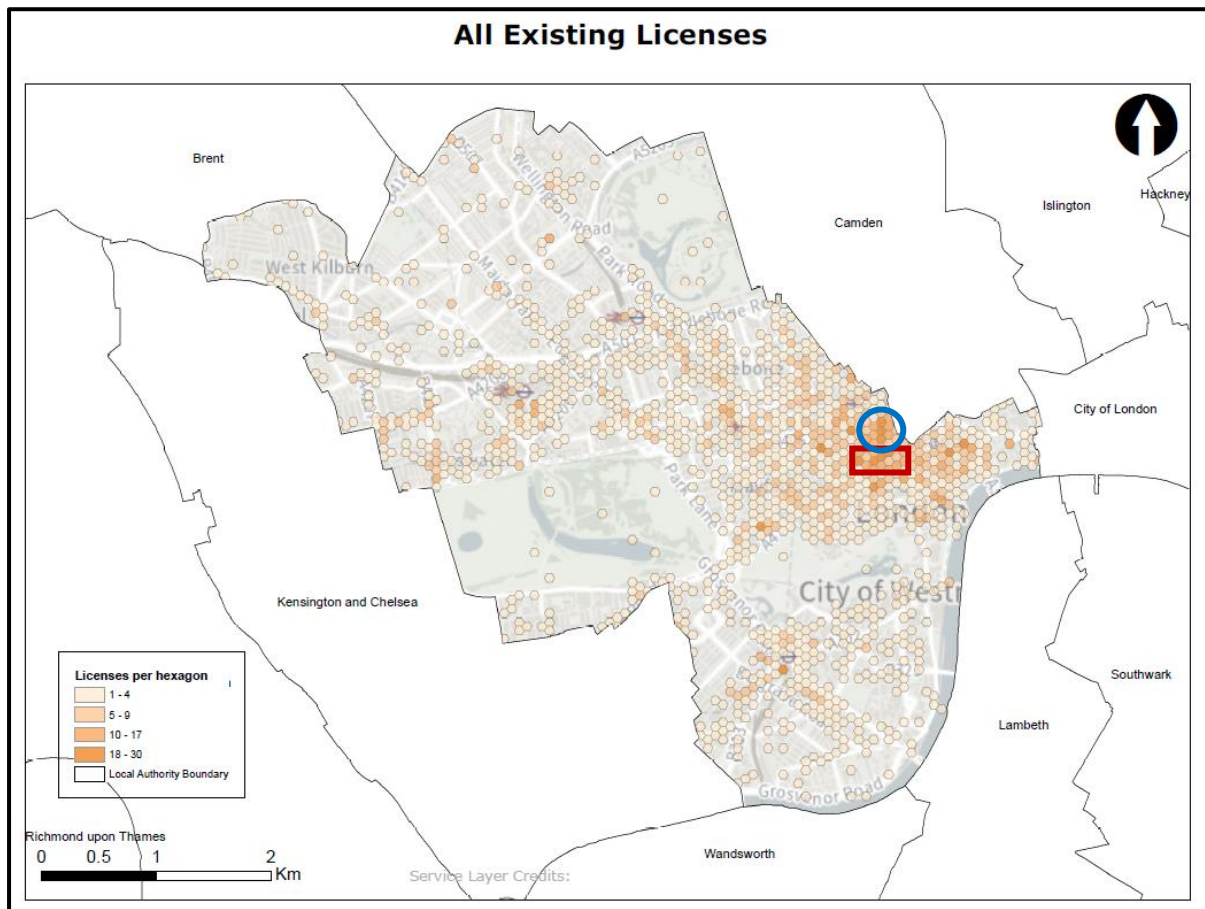 All Existing Licenses
Brent
Camden
Islington
Hackney
Wellington Road
Park Road
West Kilburn
City of London
Park Lane
City of Westr
Kensington and Chelsea
Southwark
Lambeth
Grosvenor Road
Wandsworth
Licenses per hexagon
1 - 4
5 - 9
10 - 17
18 - 30
Local Authority Boundary
Richmond upon Thames
0 0.5 1 2
Km
Service Layer Credits: